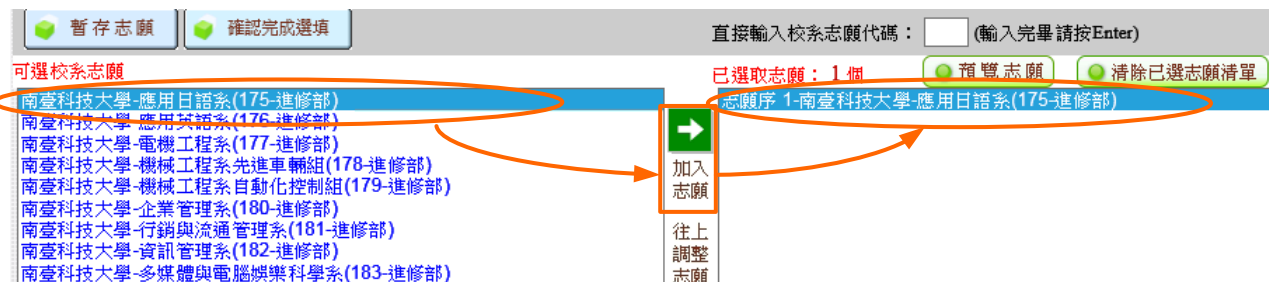 暫存志願 確認完成選填 直接輸入校系志願代碼： (輸入完畢請按Enter)
可選校系志願 已選取志願：1個 預覽志願 清除已選志願清單
南臺科技大學-應用日語系(175-進修部) 志願序 1-南臺科技大學-應用日語系(175-進修部)
南臺科技大學-應用英語系(176-進修部)
南臺科技大學-電機工程系(177-進修部)
南臺科技大學-機械工程系先進車輛組(178-進修部)
南臺科技大學-機械工程系自動化控制組(179-進修部)
南臺科技大學-企業管理系(180-進修部)
南臺科技大學-行銷與流通管理系(181-進修部)
南臺科技大學-資訊管理系(182-進修部)
南臺科技大學-多媒體與電腦娛樂科學系(183-進修部)
加入
志願
往上
調整
志願